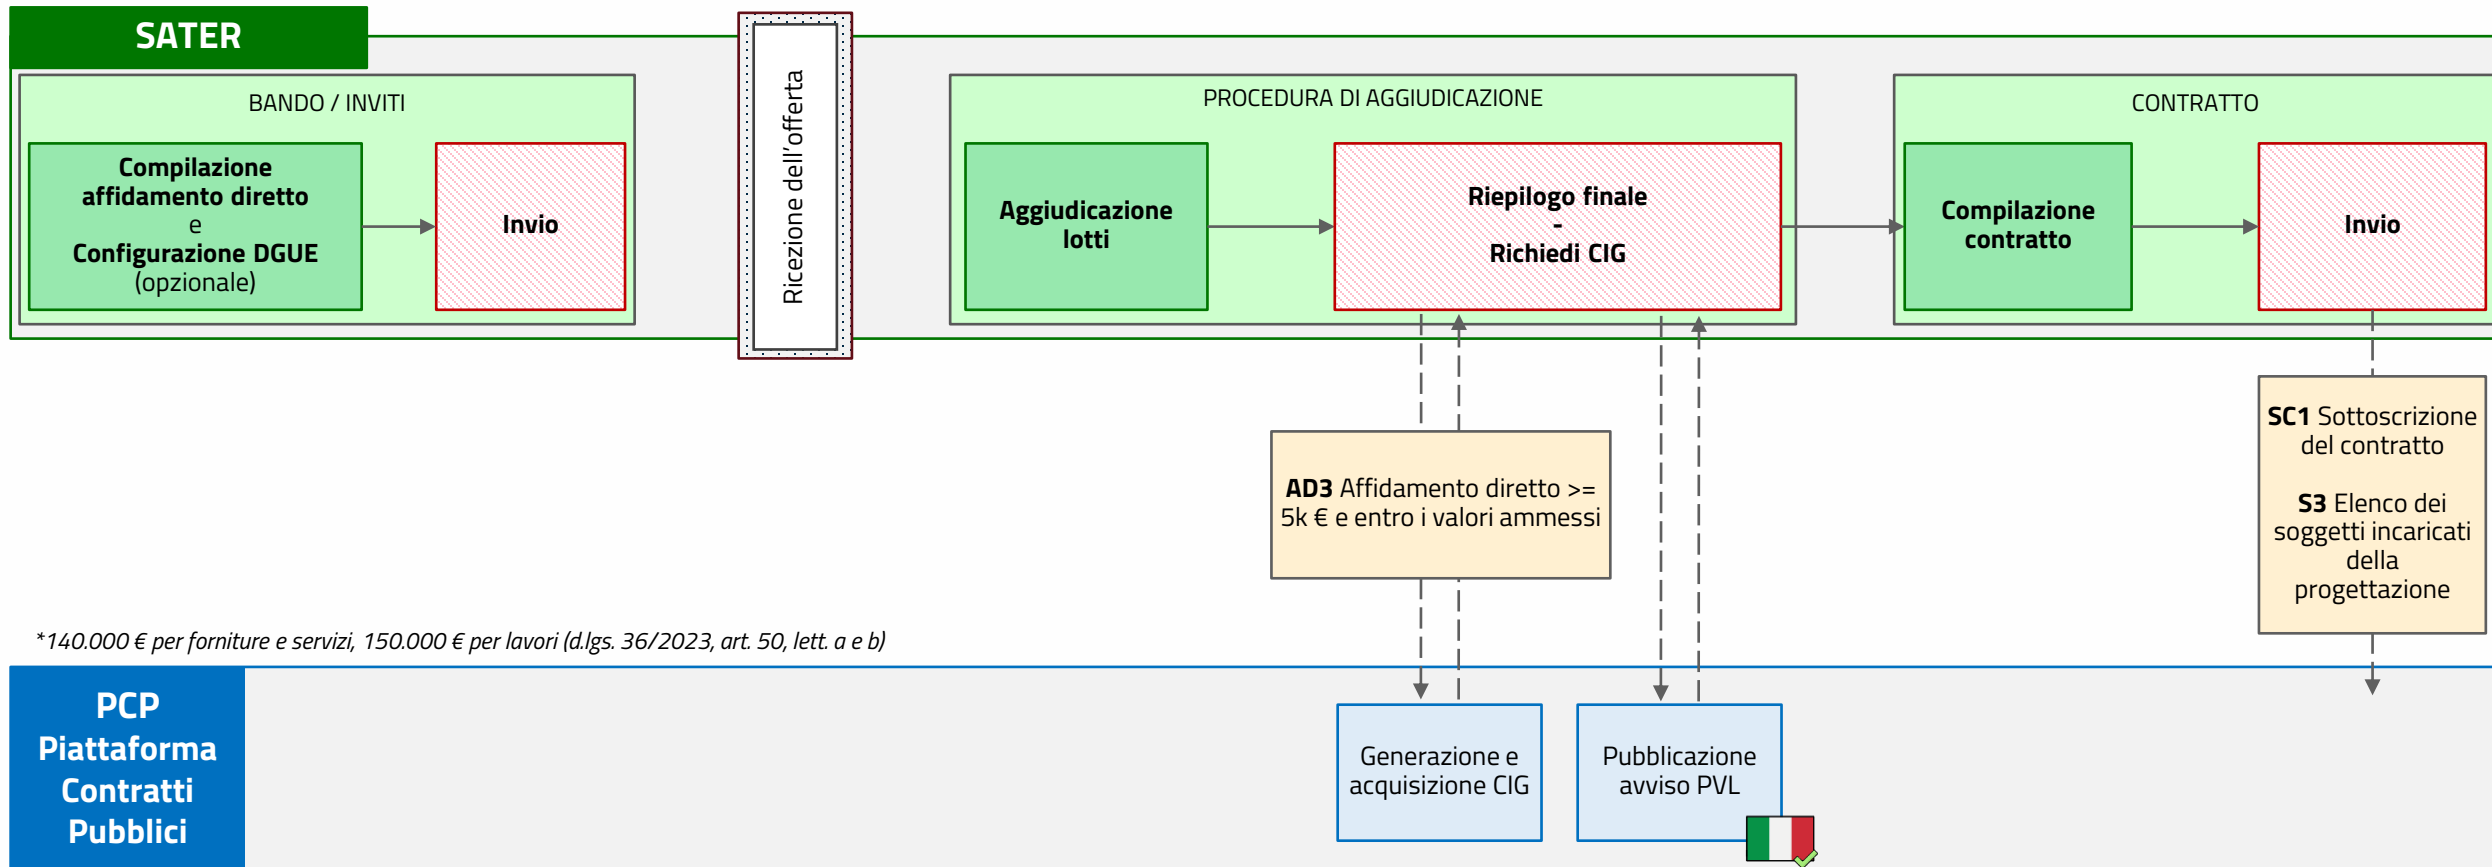 SATER
BANDO / INVITI
Compilazione
affidamento diretto
e
Configurazione DGUE
(opzionale)
Invio
Ricezione dell'offerta
PROCEDURA DI AGGIUDICAZIONE
Aggiudicazione
lotti
Riepilogo finale
-
Richiedi CIG
CONTRATTO
Compilazione
contratto
Invio
AD3 Affidamento diretto >=
5k € e entro i valori ammessi
SC1 Sottoscrizione
del contratto
S3 Elenco dei
soggetti incaricati
della
progettazione
*140.000 € per forniture e servizi, 150.000 € per lavori (d.lgs. 36/2023, art. 50, lett. a e b)
PCP
Piattaforma
Contratti
Pubblici
Generazione e
acquisizione CIG
Pubblicazione
avviso PVL